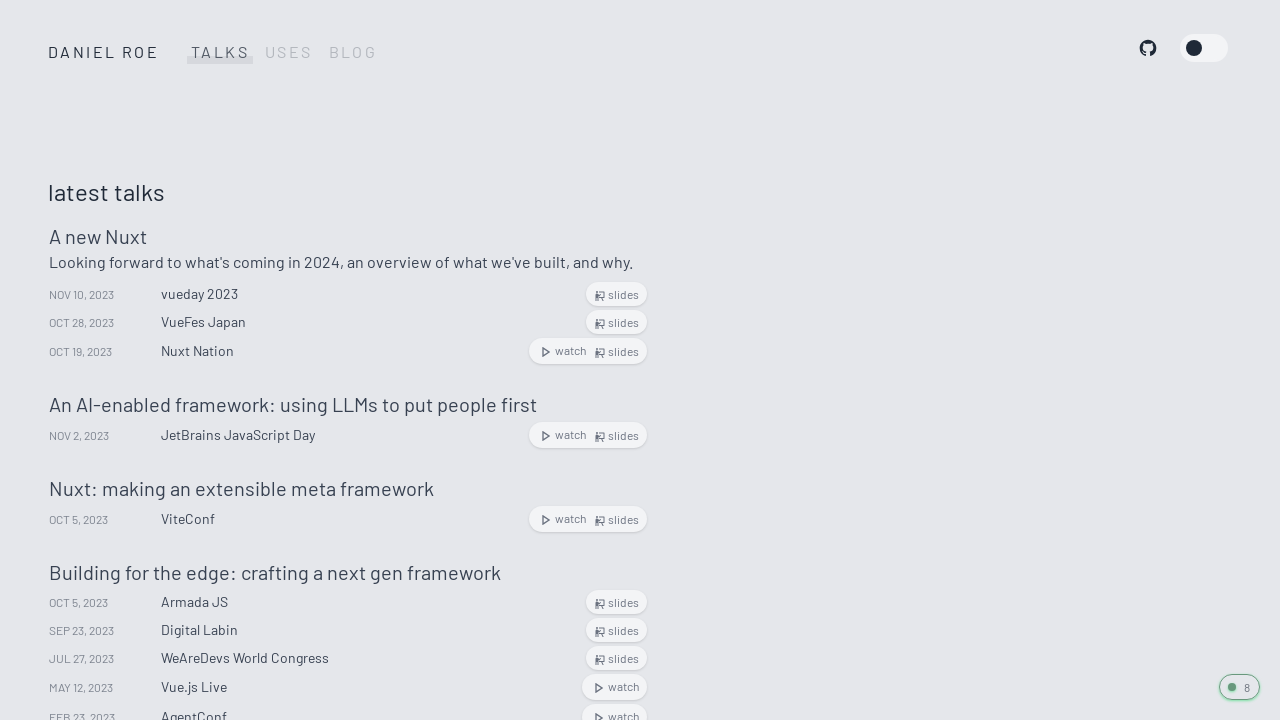 DANIEL ROE TALKS USES BLOG
latest talks
A new Nuxt
Looking forward to what's coming in 2024, an overview of what we've built, and why.
NOV 10, 2023 vueday 2023 slides
OCT 28, 2023 VueFes Japan slides
OCT 19, 2023 Nuxt Nation watch slides
An AI-enabled framework: using LLMs to put people first
NOV 2, 2023 JetBrains JavaScript Day watch slides
Nuxt: making an extensible meta framework
OCT 5, 2023 ViteConf watch slides
Building for the edge: crafting a next gen framework
OCT 5, 2023 Armada JS slides
SEP 23, 2023 Digital Labin slides
JUL 27, 2023 WeAreDevs World Congress slides
MAY 12, 2023 Vue.js Live watch
FEB 23, 2023 AgentConf watch
8